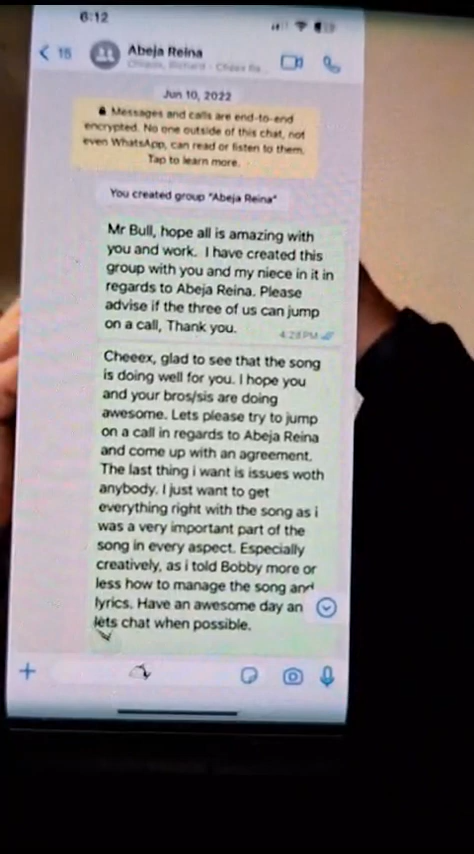 6:12
15
Abeja Reina
Jun 10, 2022
Messages and calls are end-to-end
encrypted. No one outside of this chat, not
even WhatsApp, can read or listen to them.
Tap to learn more.
You created group "Abeja Reina"
Mr Bull, hope all is amazing with
you and work. I have created this
group with you and my niece in it in
regards to Abeja Reina. Please
advise if the three of us can jump
on a call, Thank you.
4:28 PM
Cheeex, glad to see that the song
is doing well for you. I hope you
and your bros/sis are doing
awesome. Lets please try to jump
on a call in regards to Abeja Reina
and come up with an agreement.
The last thing i want is issues woth
anybody. I just want to get
everything right with the song as i
was a very important part of the
song in every aspect. Especially
creatively, as i told Bobby more or
less how to manage the song and
lyrics. Have an awesome day an
lets chat when possible.